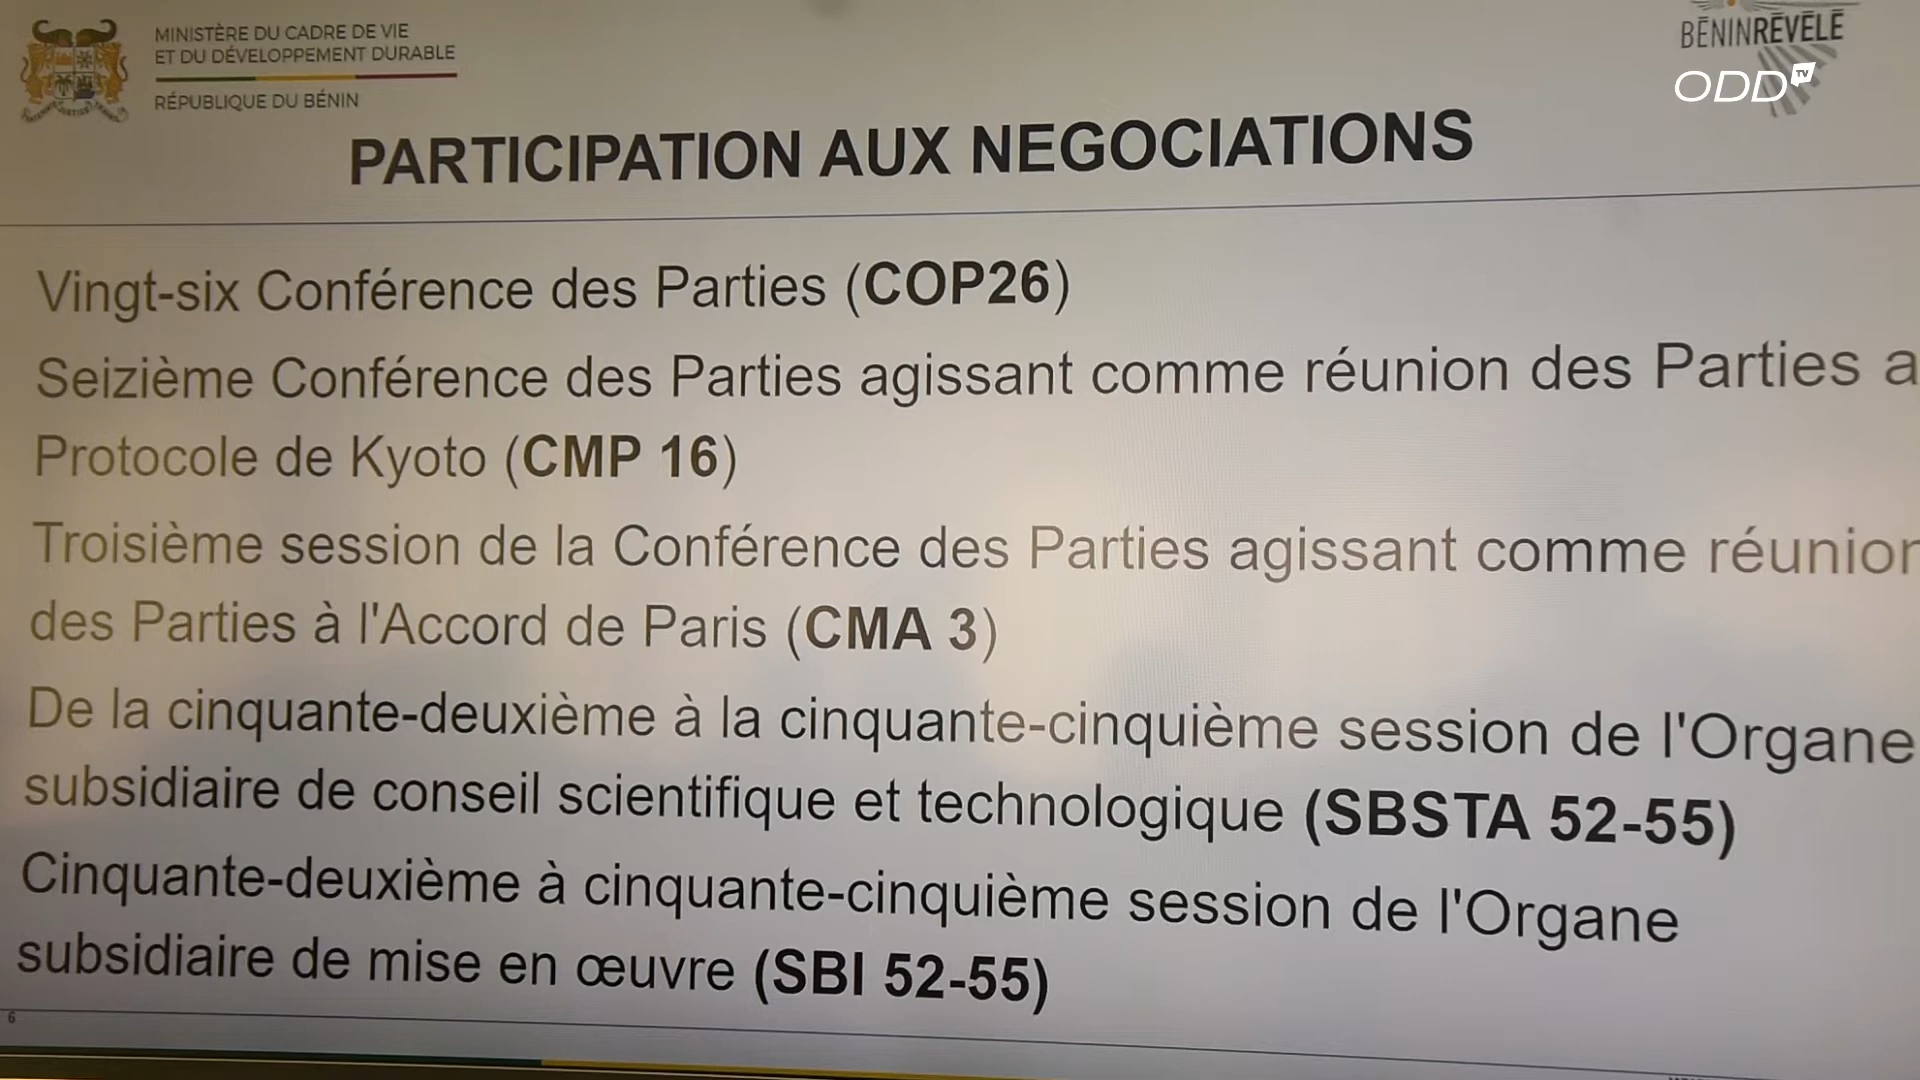 MINISTÈRE DU CADRE DE VIE
ET DU DÉVELOPPEMENT DURABLE
RÉPUBLIQUE DU BÉNIN
BÉNINRÉVÉLÉ
ODD TV
PARTICIPATION AUX NEGOCIATIONS
Vingt-six Conférence des Parties (COP26)
Seizième Conférence des Parties agissant comme réunion des Parties a
Protocole de Kyoto (CMP 16)
Troisième session de la Conférence des Parties agissant comme réunion
des Parties à l'Accord de Paris (CMA 3)
De la cinquante-deuxième à la cinquante-cinquième session de l'Organe
subsidiaire de conseil scientifique et technologique (SBSTA 52-55)
Cinquante-deuxième à cinquante-cinquième session de l'Organe
subsidiaire de mise en œuvre (SBI 52-55)
6